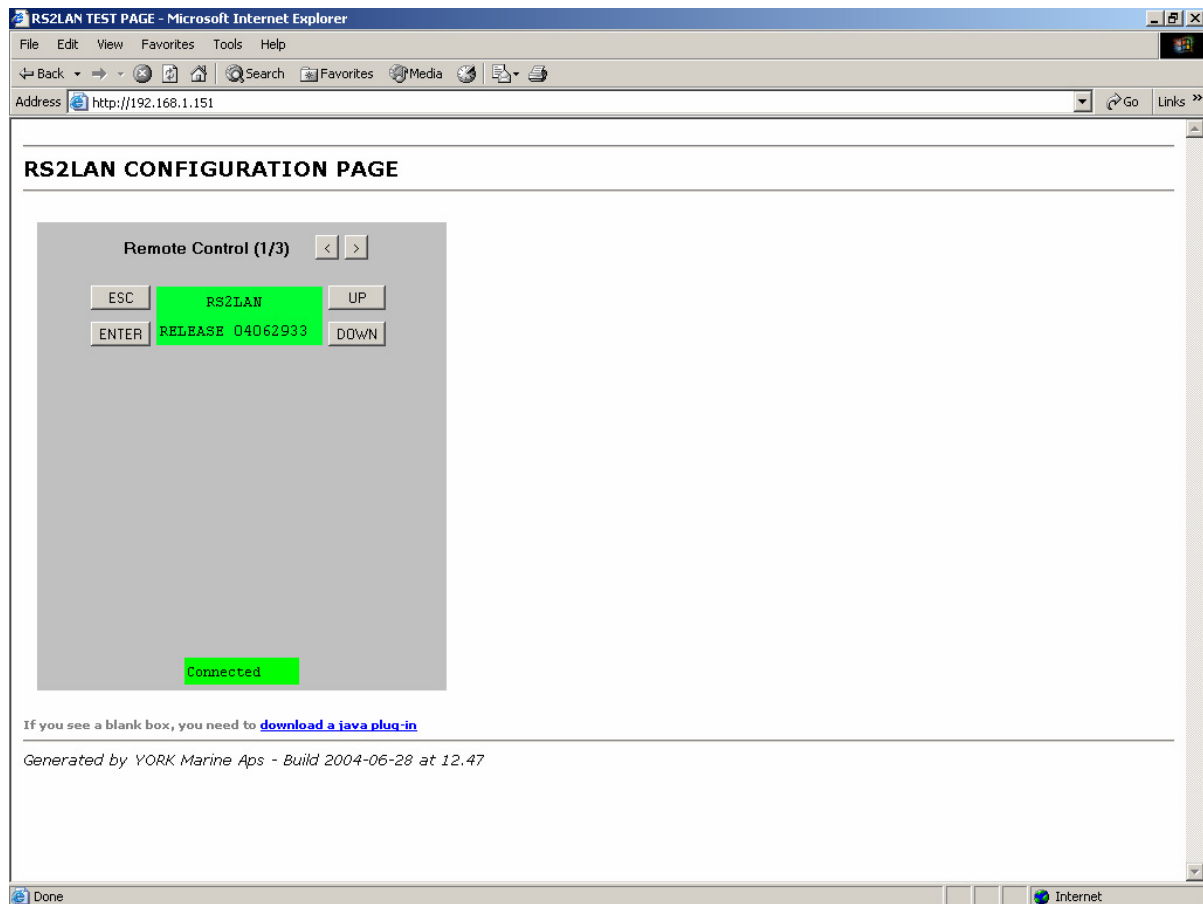 RS2LAN TEST PAGE - Microsoft Internet Explorer
File Edit View Favorites Tools Help
Back Search Favorites Media
Address http://192.168.1.151 Go Links »
RS2LAN CONFIGURATION PAGE
Remote Control (1/3) < >
ESC RS2LAN UP
ENTER RELEASE 04062933 DOWN
Connected
If you see a blank box, you need to download a java plug-in
Generated by YORK Marine Aps - Build 2004-06-28 at 12.47
Done Internet